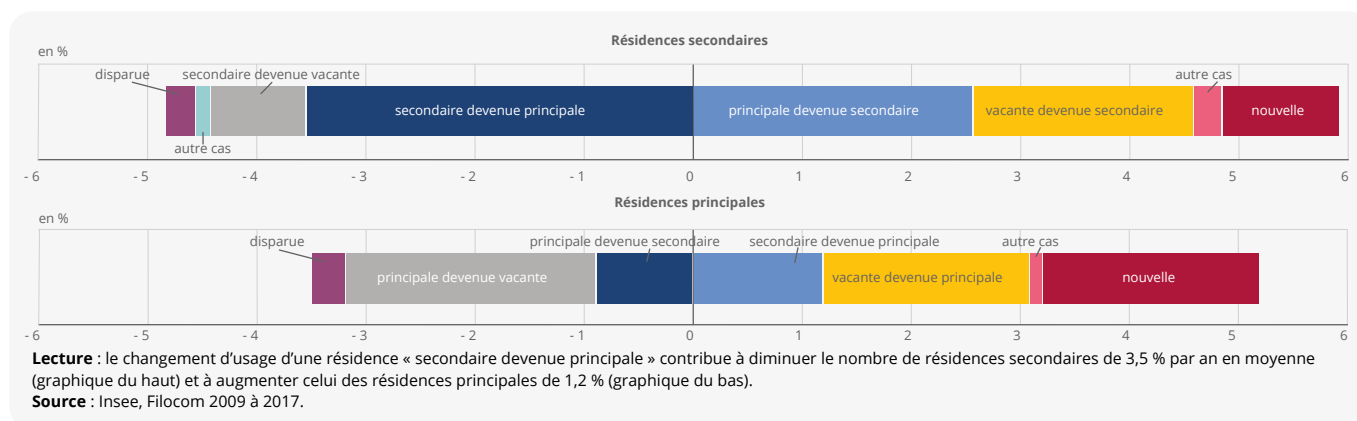 Résidences secondaires
en %
disparue
secondaire devenue vacante
autre cas
secondaire devenue principale
principale devenue secondaire
vacante devenue secondaire
nouvelle
autre cas
- 6 - 5 - 4 - 3 - 2 - 1 0 1 2 3 4 5 6
Résidences principales
en %
disparue
principale devenue secondaire
secondaire devenue principale
autre cas
principale devenue vacante
vacante devenue principale
nouvelle
- 6 - 5 - 4 - 3 - 2 - 1 0 1 2 3 4 5 6
Lecture : le changement d’usage d’une résidence « secondaire devenue principale » contribue à diminuer le nombre de résidences secondaires de 3,5 % par an en moyenne
(graphique du haut) et à augmenter celui des résidences principales de 1,2 % (graphique du bas).
Source : Insee, Filocom 2009 à 2017.